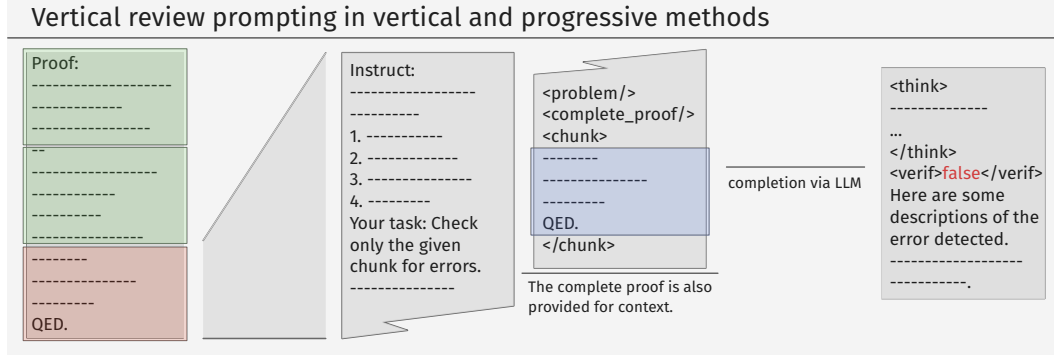 Vertical review prompting in vertical and progressive methods
Proof:
----------------------
--------------
------------------
--
-------------------
-------------
----------
-----------------
--------
----------------
---------
QED.
Instruct:
-------------------
----------
1. -----------
2. -------------
3. ---------------
4. ---------
Your task: Check
only the given
chunk for errors.
----------------
<problem/>
<complete_proof/>
<chunk>
--------
----------------
---------
QED.
</chunk>
The complete proof is also
provided for context.
completion via LLM
<think>
---------------
...
</think>
<verif>false</verif>
Here are some
descriptions of the
error detected.
--------------------
-----------.